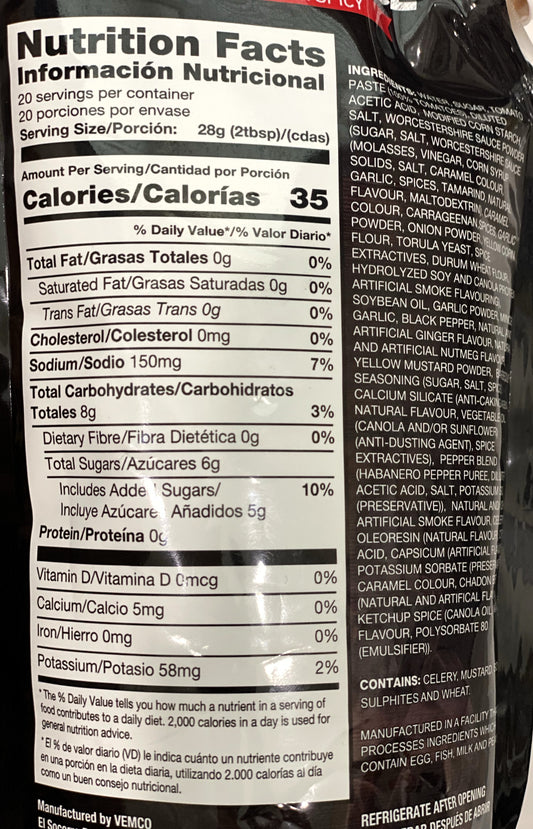 SPICY
Nutrition Facts
Información Nutricional
20 servings per container
20 porciones por envase
Serving Size/Porción: 28g (2tbsp)/(cdas)
Amount Per Serving/Cantidad por Porción
Calories/Calorías 35
% Daily Value*/% Valor Diario*
Total Fat/Grasas Totales 0g 0%
Saturated Fat/Grasas Saturadas 0g 0%
Trans Fat/Grasas Trans 0g 0%
Cholesterol/Colesterol 0mg 0%
Sodium/Sodio 150mg 7%
Total Carbohydrates/Carbohidratos
Totales 8g 3%
Dietary Fibre/Fibra Dietética 0g 0%
Total Sugars/Azúcares 6g
Includes Adde Sugars/ 10%
Incluye Azúcare Añadidos 5g
Protein/Proteína 0g
Vitamin D/Vitamina D 0mcg 0%
Calcium/Calcio 5mg 0%
Iron/Hierro 0mg 0%
Potassium/Potasio 58mg 2%
*The % Daily Value tells you how much a nutrient in a serving of
food contributes to a daily diet. 2,000 calories in a day is used for
general nutrition advice.
*El % de valor diario (VD) le indica cuánto un nutriente contribuye
en una porción en la dieta diaria, utilizando 2.000 calorías al día
como un buen consejo nutricional.
Manufactured by VEMCO
INGREDIENTS: WATER, SUGAR, TOMATO
PASTE (100% TOMATOES), DILUTED
ACETIC ACID, MODIFIED CORN STARCH,
SALT, WORCESTERSHIRE SAUCE POWDER
(SUGAR, SALT, WORCESTERSHIRE SAUCE
(MOLASSES, VINEGAR, CORN SYRUP
SOLIDS, SALT, CARAMEL COLOUR,
GARLIC, SPICES, TAMARIND, NATURAL
FLAVOUR, MALTODEXTRIN), CARAMEL
COLOUR, CARRAGEENAN, SPICES, GARLIC
POWDER, ONION POWDER, YELLOW CORN
FLOUR, TORULA YEAST, SPICE
EXTRACTIVES, DURUM WHEAT FLOUR,
HYDROLYZED SOY AND CANOLA PROTEIN
ARTIFICIAL SMOKE FLAVOURING,
SOYBEAN OIL, GARLIC POWDER,
GARLIC, BLACK PEPPER, NATURAL
ARTIFICIAL GINGER FLAVOUR,
AND ARTIFICIAL NUTMEG
YELLOW MUSTARD POWDER,
SEASONING (SUGAR, SALT,
CALCIUM SILICATE
NATURAL FLAVOUR, VEGETABLE
(CANOLA AND/OR SUNFLOWER)
(ANTI-DUSTING AGENT), SPICE
EXTRACTIVES), PEPPER BLEND
(HABANERO PEPPER PUREE,
ACETIC ACID, SALT, POTASSIUM
(PRESERVATIVE)), NATURAL AND
ARTIFICIAL SMOKE FLAVOUR,
OLEORESIN (NATURAL FLAVOUR
ACID, CAPSICUM (ARTIFICIAL
POTASSIUM SORBATE
CARAMEL COLOUR, CHADON
(NATURAL AND ARTIFICAL
KETCHUP SPICE (CANOLA OIL,
FLAVOUR, POLYSORBATE 80
(EMULSIFIER)).
CONTAINS: CELERY, MUSTARD,
SULPHITES AND WHEAT.
MANUFACTURED IN A FACILITY
PROCESSES INGREDIENTS
CONTAIN EGG, FISH, MILK AND
REFRIGERATE AFTER OPENING
DESPUÉS DE ABRIR